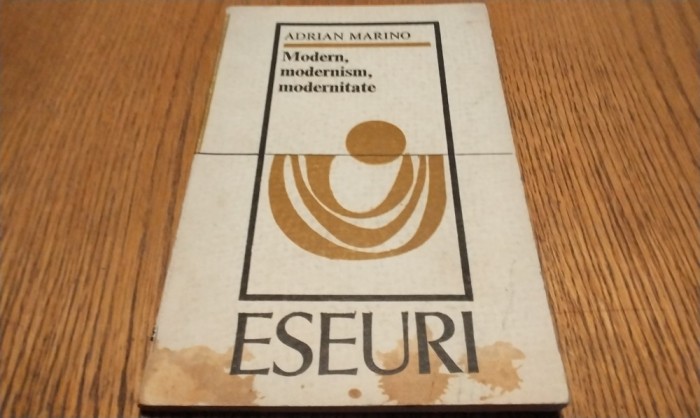 ADRIAN MARINO
Modern,
modernism,
modernitate
ESEURI